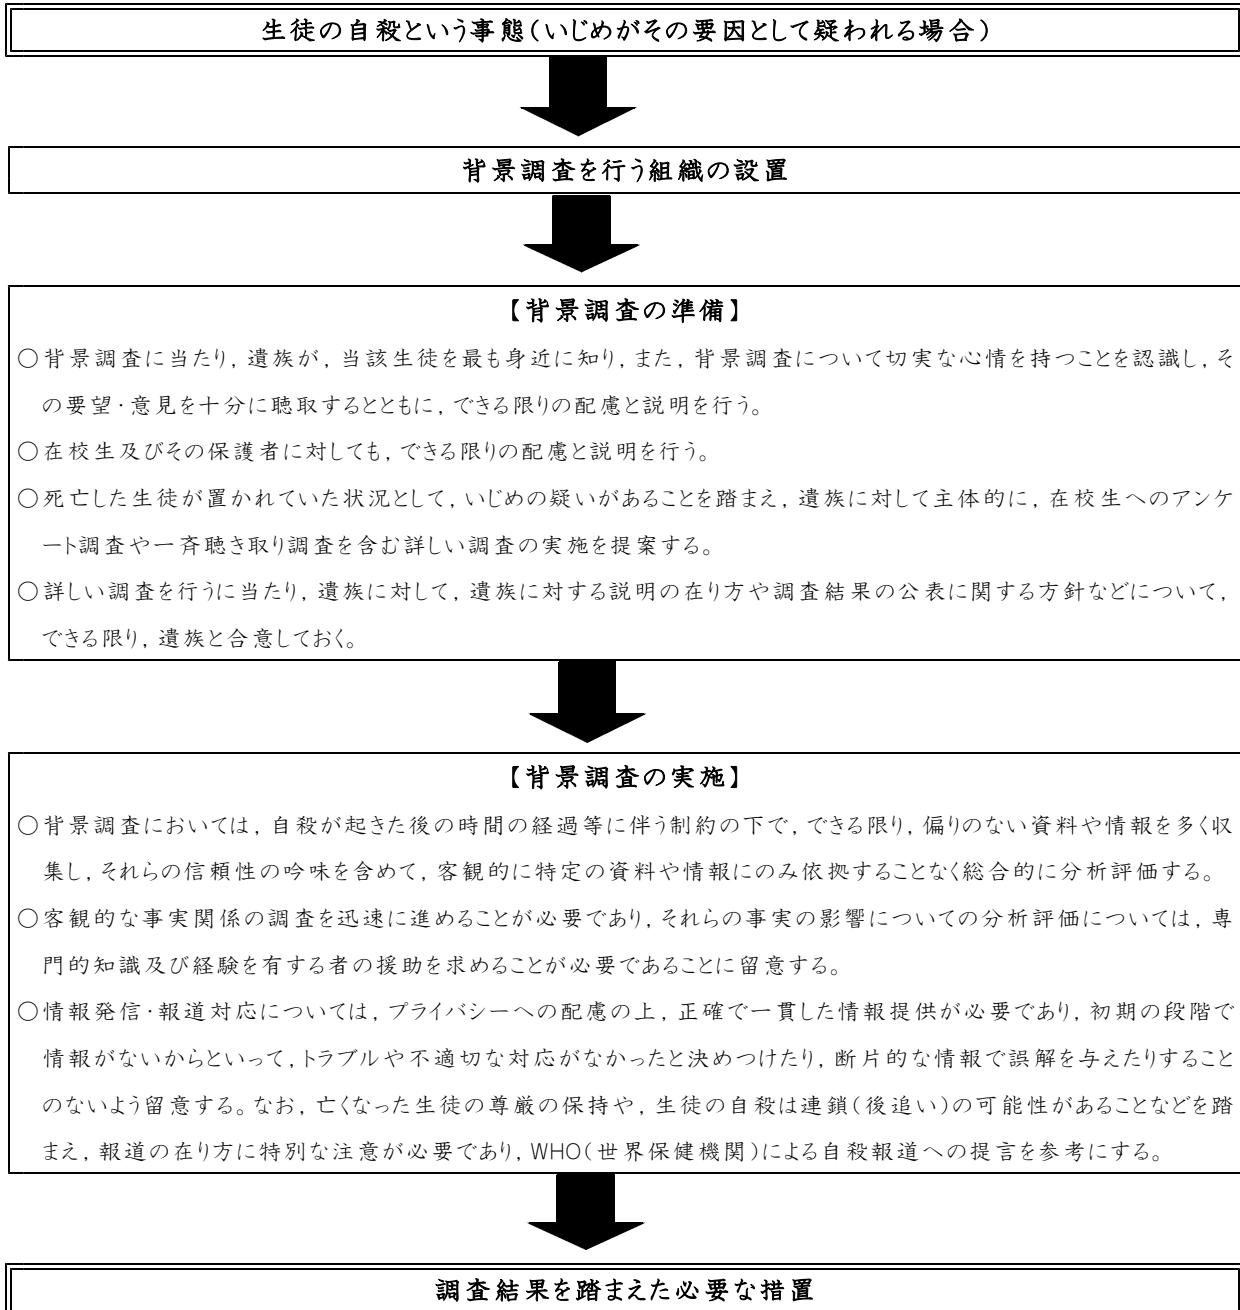 生徒の自殺という事態(いじめがその要因として疑われる場合)
背景調査を行う組織の設置
【背景調査の準備】
○背景調査に当たり,遺族が,当該生徒を最も身近に知り,また,背景調査について切実な心情を持つことを認識し,そ
の要望・意見を十分に聴取するとともに,できる限りの配慮と説明を行う。
○在校生及びその保護者に対しても,できる限りの配慮と説明を行う。
○死亡した生徒が置かれていた状況として,いじめの疑いがあることを踏まえ,遺族に対して主体的に,在校生へのアンケ
ート調査や一斉聴き取り調査を含む詳しい調査の実施を提案する。
○詳しい調査を行うに当たり,遺族に対して,遺族に対する説明の在り方や調査結果の公表に関する方針などについて,
できる限り,遺族と合意しておく。
【背景調査の実施】
○背景調査においては,自殺が起きた後の時間の経過等に伴う制約の下で,できる限り,偏りのない資料や情報を多く収
集し,それらの信頼性の吟味を含めて,客観的に特定の資料や情報にのみ依拠することなく総合的に分析評価する。
○客観的な事実関係の調査を迅速に進めることが必要であり,それらの事実の影響についての分析評価については,専
門的知識及び経験を有する者の援助を求めることが必要であることに留意する。
○情報発信・報道対応については,プライバシーへの配慮の上,正確で一貫した情報提供が必要であり,初期の段階で
情報がないからといって,トラブルや不適切な対応がなかったと決めつけたり,断片的な情報で誤解を与えたりすること
のないよう留意する。なお,亡くなった生徒の尊厳の保持や,生徒の自殺は連鎖(後追い)の可能性があることなどを踏
まえ,報道の在り方に特別な注意が必要であり,WHO(世界保健機関)による自殺報道への提言を参考にする。
調査結果を踏まえた必要な措置